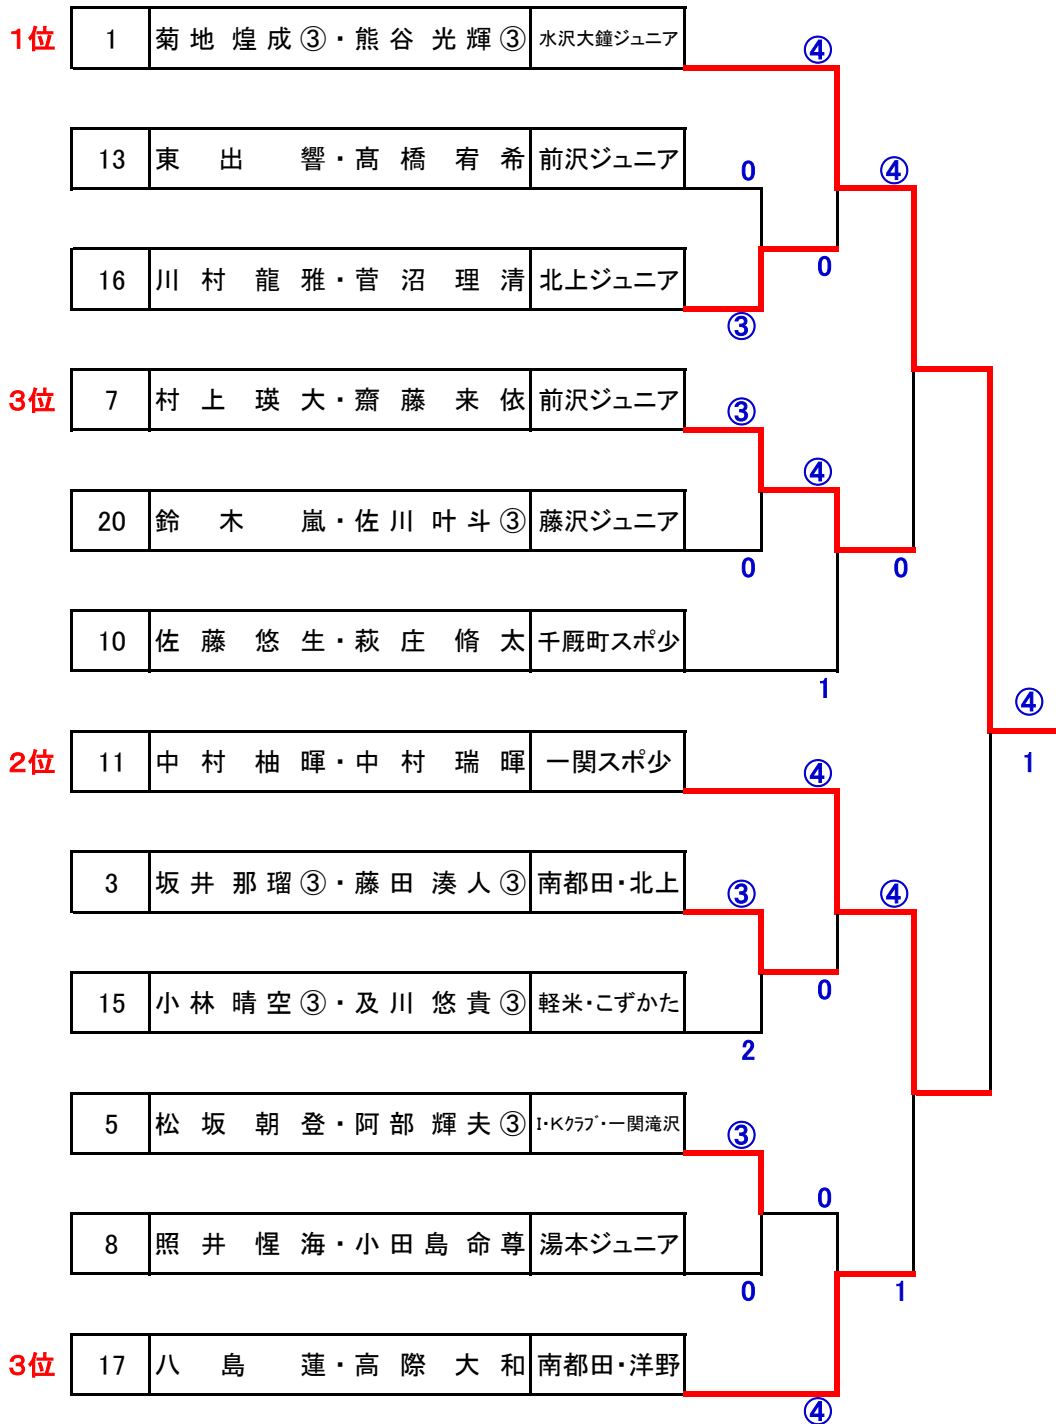 1位 1 菊地 煌成③・熊谷 光輝③ 水沢大鐘ジュニア
④
13 東出 響・髙橋宥希 前沢ジュニア
0
④
16 川村龍雅・菅沼理清 北上ジュニア
0
③
3位 7 村上瑛大・齋藤来依 前沢ジュニア
③
④
20 鈴木 嵐・佐川叶斗③ 藤沢ジュニア
0
0
10 佐藤悠生・萩庄脩太 千厩町スポ少
1
④
2位 11 中村柚暉・中村瑞暉 一関スポ少
1
④
3 坂井那瑠③・藤田湊人③ 南都田・北上
③
④
15 小林晴空③・及川悠貴③ 軽米・こずかた
0
2
5 松坂朝登・阿部輝夫③ I・Kクラブ・一関滝沢
③
0
8 照井惺海・小田島命尊 湯本ジュニア
0
1
3位 17 八島 蓮・高際大和 南都田・洋野
④